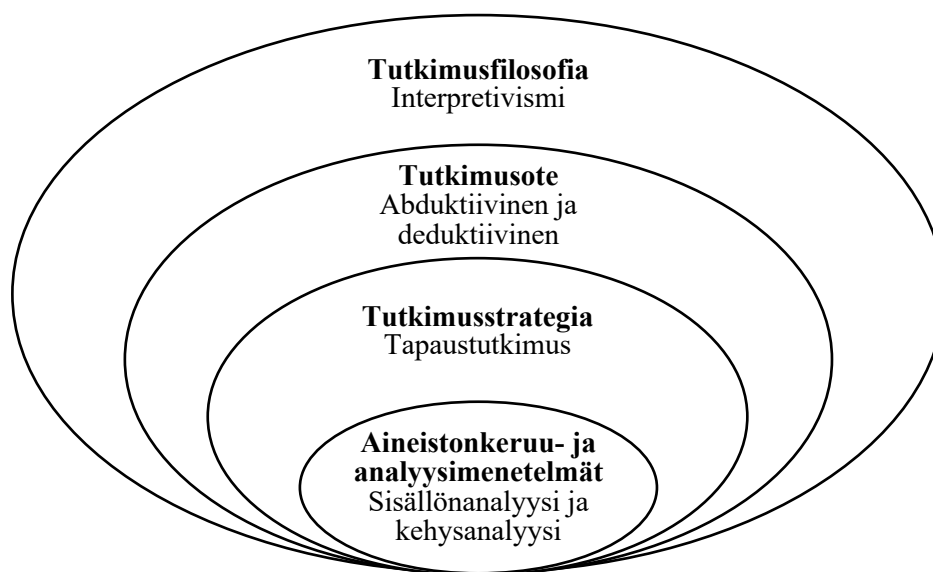 Tutkimusfilosofia
Interpretivismi
Tutkimusote
Abduktiivinen ja
deduktiivinen
Tutkimusstrategia
Tapaustutkimus
Aineistonkeruu- ja
analyysimenetelmät
Sisällönanalyysi ja
kehysanalyysi